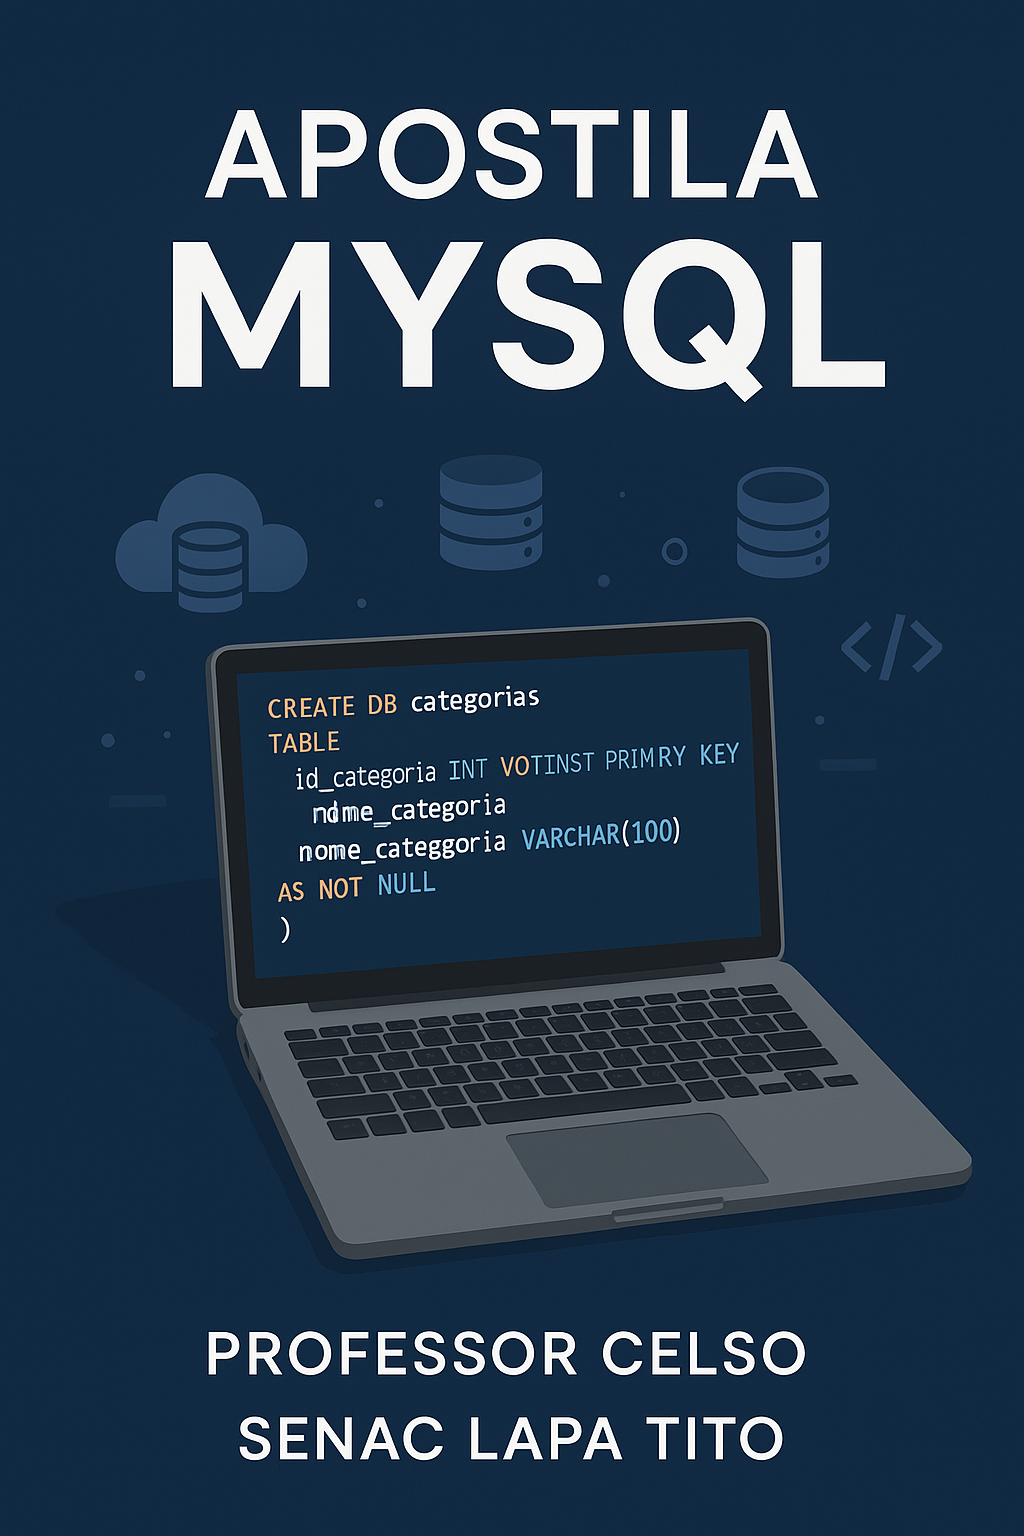 APOSTILA
MYSQL
</>
CREATE DB categorias
TABLE
id_categoria INT VOTINST PRIMRY KEY
nome_categoria
nome_categgoria VARCHAR(100)
AS NOT NULL
)
PROFESSOR CELSO
SENAC LAPA TITO